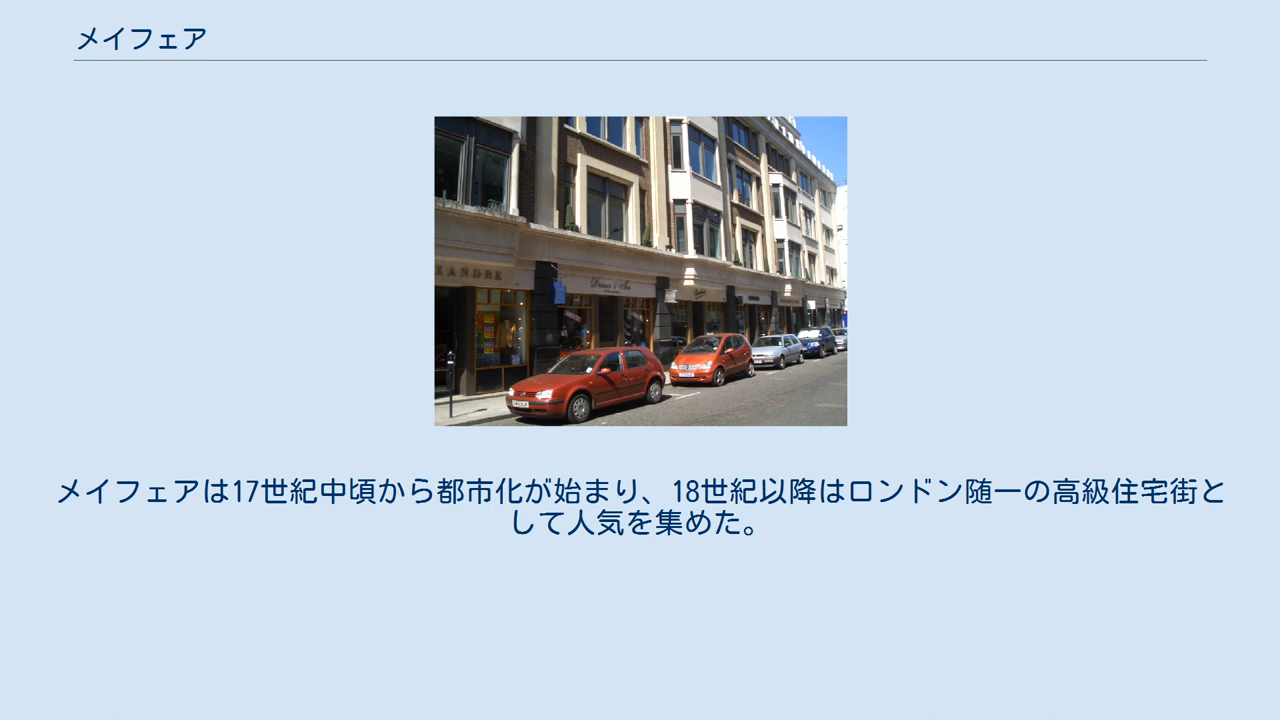 メイフェア
XANDRE
メイフェアは17世紀中頃から都市化が始まり、18世紀以降はロンドン随一の高級住宅街と
して人気を集めた。